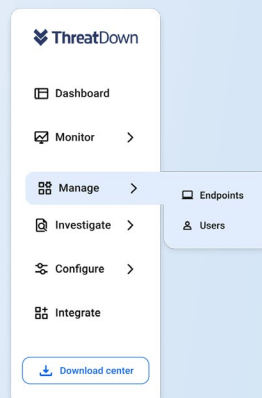 ThreatDown
Dashboard
Monitor
Manage
Endpoints
Users
Investigate
Configure
Integrate
Download center